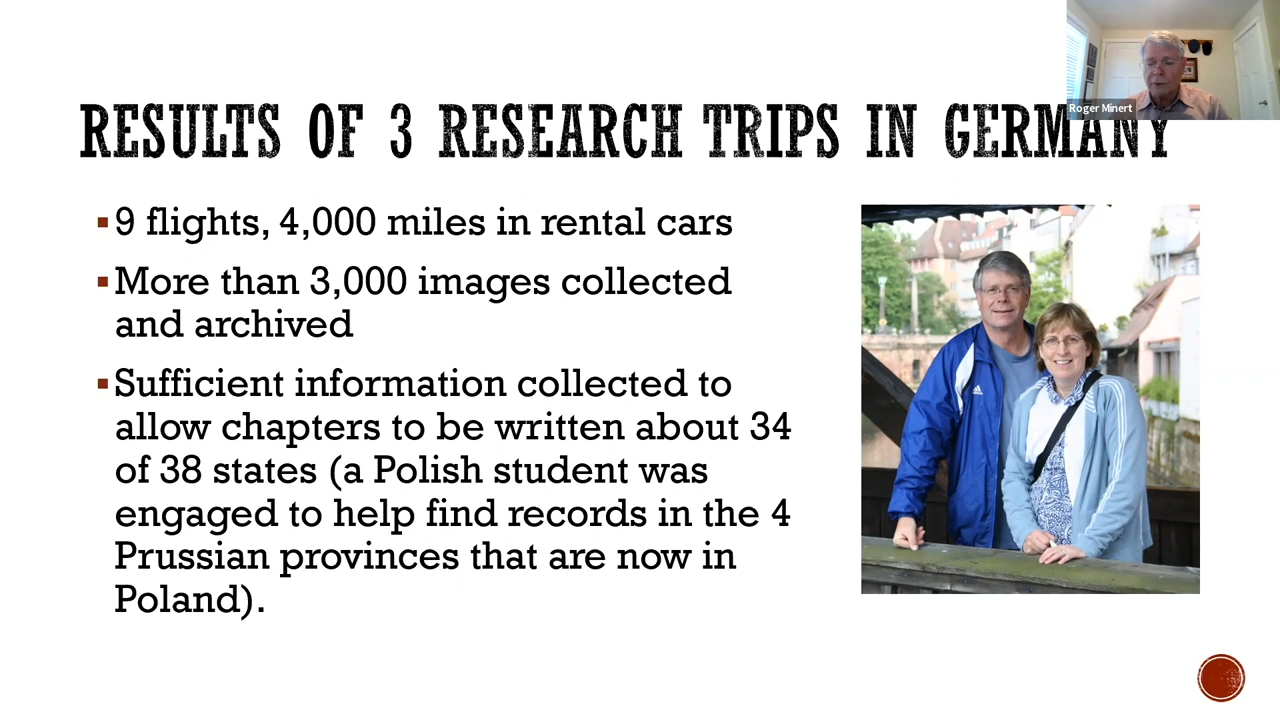 Roger Minert
RESULTS OF 3 RESEARCH TRIPS IN GERMANY
▪9 flights, 4,000 miles in rental cars
▪More than 3,000 images collected
and archived
▪Sufficient information collected to
allow chapters to be written about 34
of 38 states (a Polish student was
engaged to help find records in the 4
Prussian provinces that are now in
Poland).
adidas